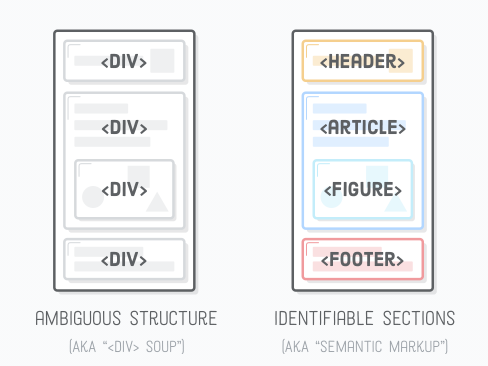 <DIV>
<DIV>
<DIV>
<DIV>
AMBIGUOUS STRUCTURE
(AKA “<DIV> SOUP”)
<HEADER>
<ARTICLE>
<FIGURE>
<FOOTER>
IDENTIFIABLE SECTIONS
(AKA “SEMANTIC MARKUP”)